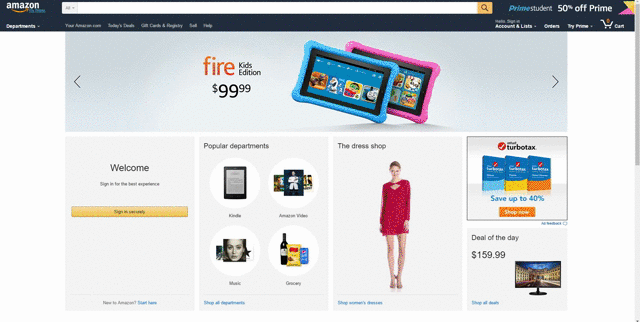 amazon
All
Primestudent 50% off Prime
Departments
Your Amazon.com Today's Deals Gift Cards & Registry Sell Help
Hello. Sign in
Account & Lists Orders Try Prime 0 Cart
fire Kids Edition
$99.99
Welcome
Sign in for the best experience
Sign in securely
New to Amazon? Start here
Popular departments
Kindle Amazon Video
Music Grocery
Shop all departments
The dress shop
Shop women's dresses
intuit
turbotax
Save up to 40%
Shop now
Ad feedback
Deal of the day
$159.99
Shop all deals